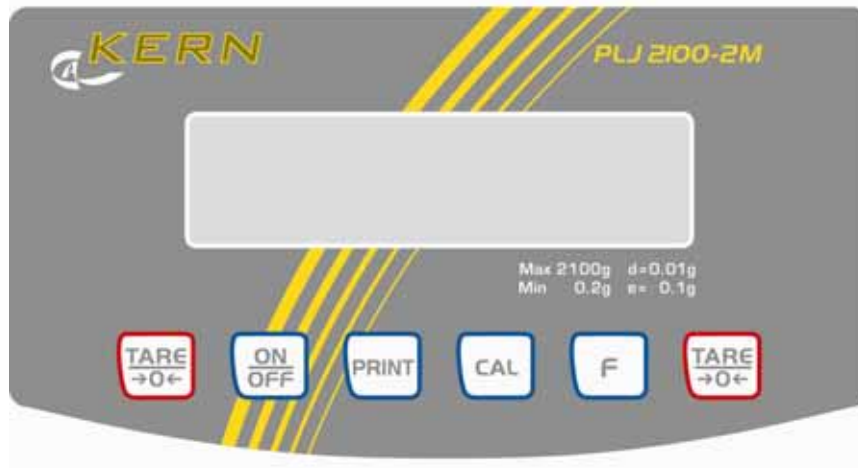 KERN
PLJ 2100-2M
Max 2100g d=0.01g
Min 0.2g e= 0.1g
TARE ON PRINT CAL F TARE
→0← OFF →0←